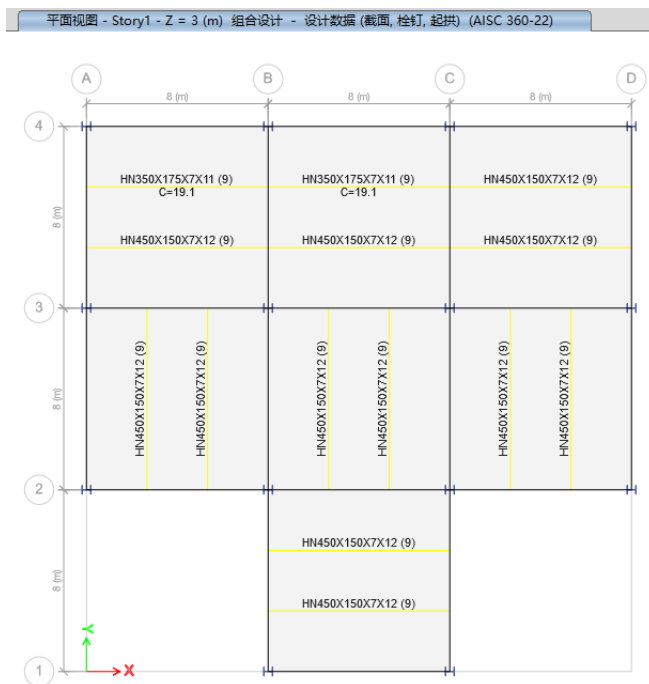 平面视图 - Story1 - Z = 3 (m) 组合设计 - 设计数据 (截面, 栓钉, 起拱) (AISC 360-22)
A B C D
8 (m) 8 (m) 8 (m)
4
HN350X175X7X11 (9) HN350X175X7X11 (9) HN450X150X7X12 (9)
C=19.1 C=19.1
8 (m)
HN450X150X7X12 (9) HN450X150X7X12 (9) HN450X150X7X12 (9)
3
HN450X150X7X12 (9) HN450X150X7X12 (9) HN450X150X7X12 (9) HN450X150X7X12 (9) HN450X150X7X12 (9) HN450X150X7X12 (9)
8 (m)
2
HN450X150X7X12 (9)
8 (m)
HN450X150X7X12 (9)
Y
X
1